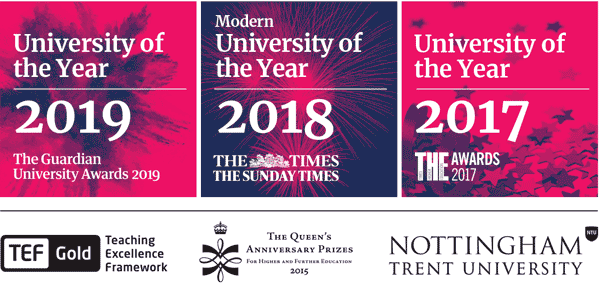 University of
the Year
2019
The Guardian
University Awards 2019
Modern
University of
the Year
2018
THE TIMES
THE SUNDAY TIMES
University of
the Year
2017
THE AWARDS
2017
TEF Gold
Teaching
Excellence
Framework
The Queen's
Anniversary Prizes
For Higher and Further Education
2015
NTU
NOTTINGHAM
TRENT UNIVERSITY